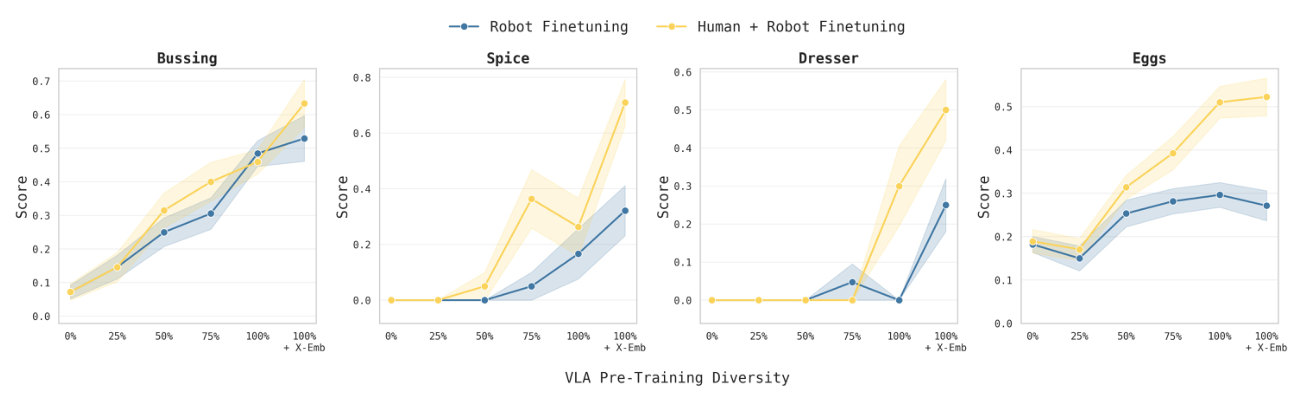 Robot Finetuning Human + Robot Finetuning
Bussing
Score
0.7
0.6
0.5
0.4
0.3
0.2
0.1
0.0
0% 25% 50% 75% 100% 100%
+ X-Emb
Spice
Score
0.8
0.6
0.4
0.2
0.0
0% 25% 50% 75% 100% 100%
+ X-Emb
Dresser
Score
0.6
0.5
0.4
0.3
0.2
0.1
0.0
0% 25% 50% 75% 100% 100%
+ X-Emb
Eggs
Score
0.5
0.4
0.3
0.2
0.1
0.0
0% 25% 50% 75% 100% 100%
+ X-Emb
VLA Pre-Training Diversity